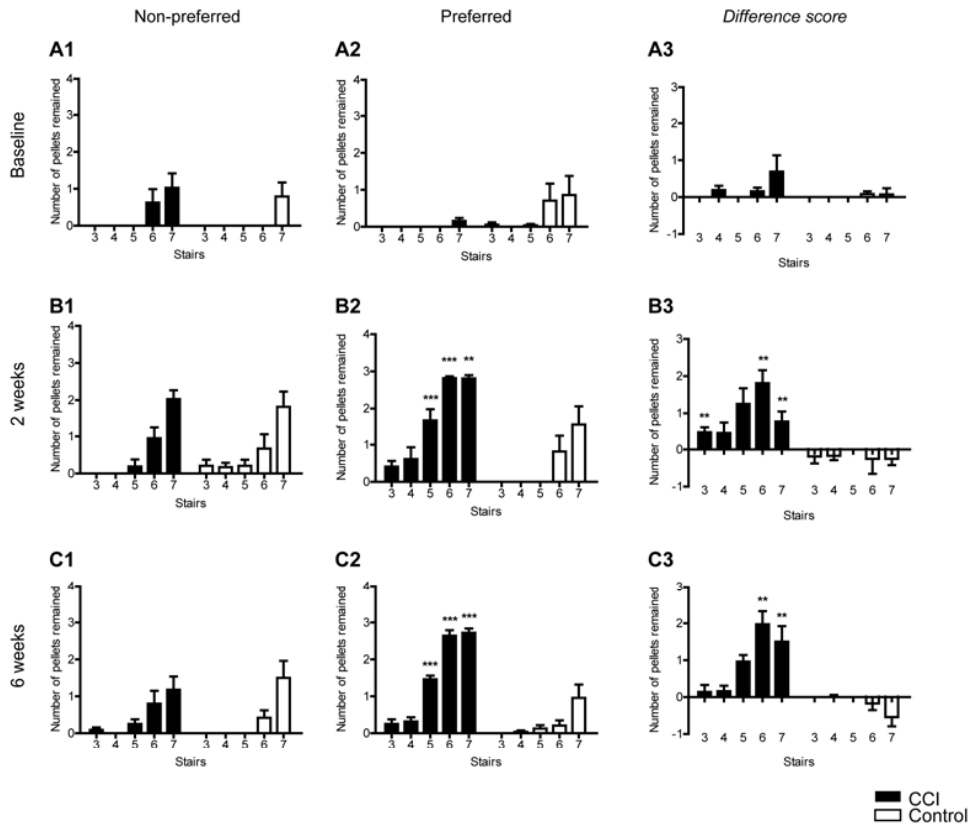 Non-preferred Preferred Difference score
Baseline
A1
Number of pellets remained
4
3
2
1
0
3 4 5 6 7 3 4 5 6 7
Stairs
A2
Number of pellets remained
4
3
2
1
0
3 4 5 6 7 3 4 5 6 7
Stairs
A3
Number of pellets remained
3
2
1
0
-1
3 4 5 6 7 3 4 5 6 7
Stairs
2 weeks
B1
Number of pellets remained
4
3
2
1
0
3 4 5 6 7 3 4 5 6 7
Stairs
B2
Number of pellets remained
4
3
2
1
0
*** *** **
3 4 5 6 7 3 4 5 6 7
Stairs
B3
Number of pellets remained
3
2
1
0
-1
** ** **
3 4 5 6 7 3 4 5 6 7
Stairs
6 weeks
C1
Number of pellets remained
4
3
2
1
0
3 4 5 6 7 3 4 5 6 7
Stairs
C2
Number of pellets remained
4
3
2
1
0
*** *** ***
3 4 5 6 7 3 4 5 6 7
Stairs
C3
Number of pellets remained
3
2
1
0
-1
** **
3 4 5 6 7 3 4 5 6 7
Stairs
CCI
Control